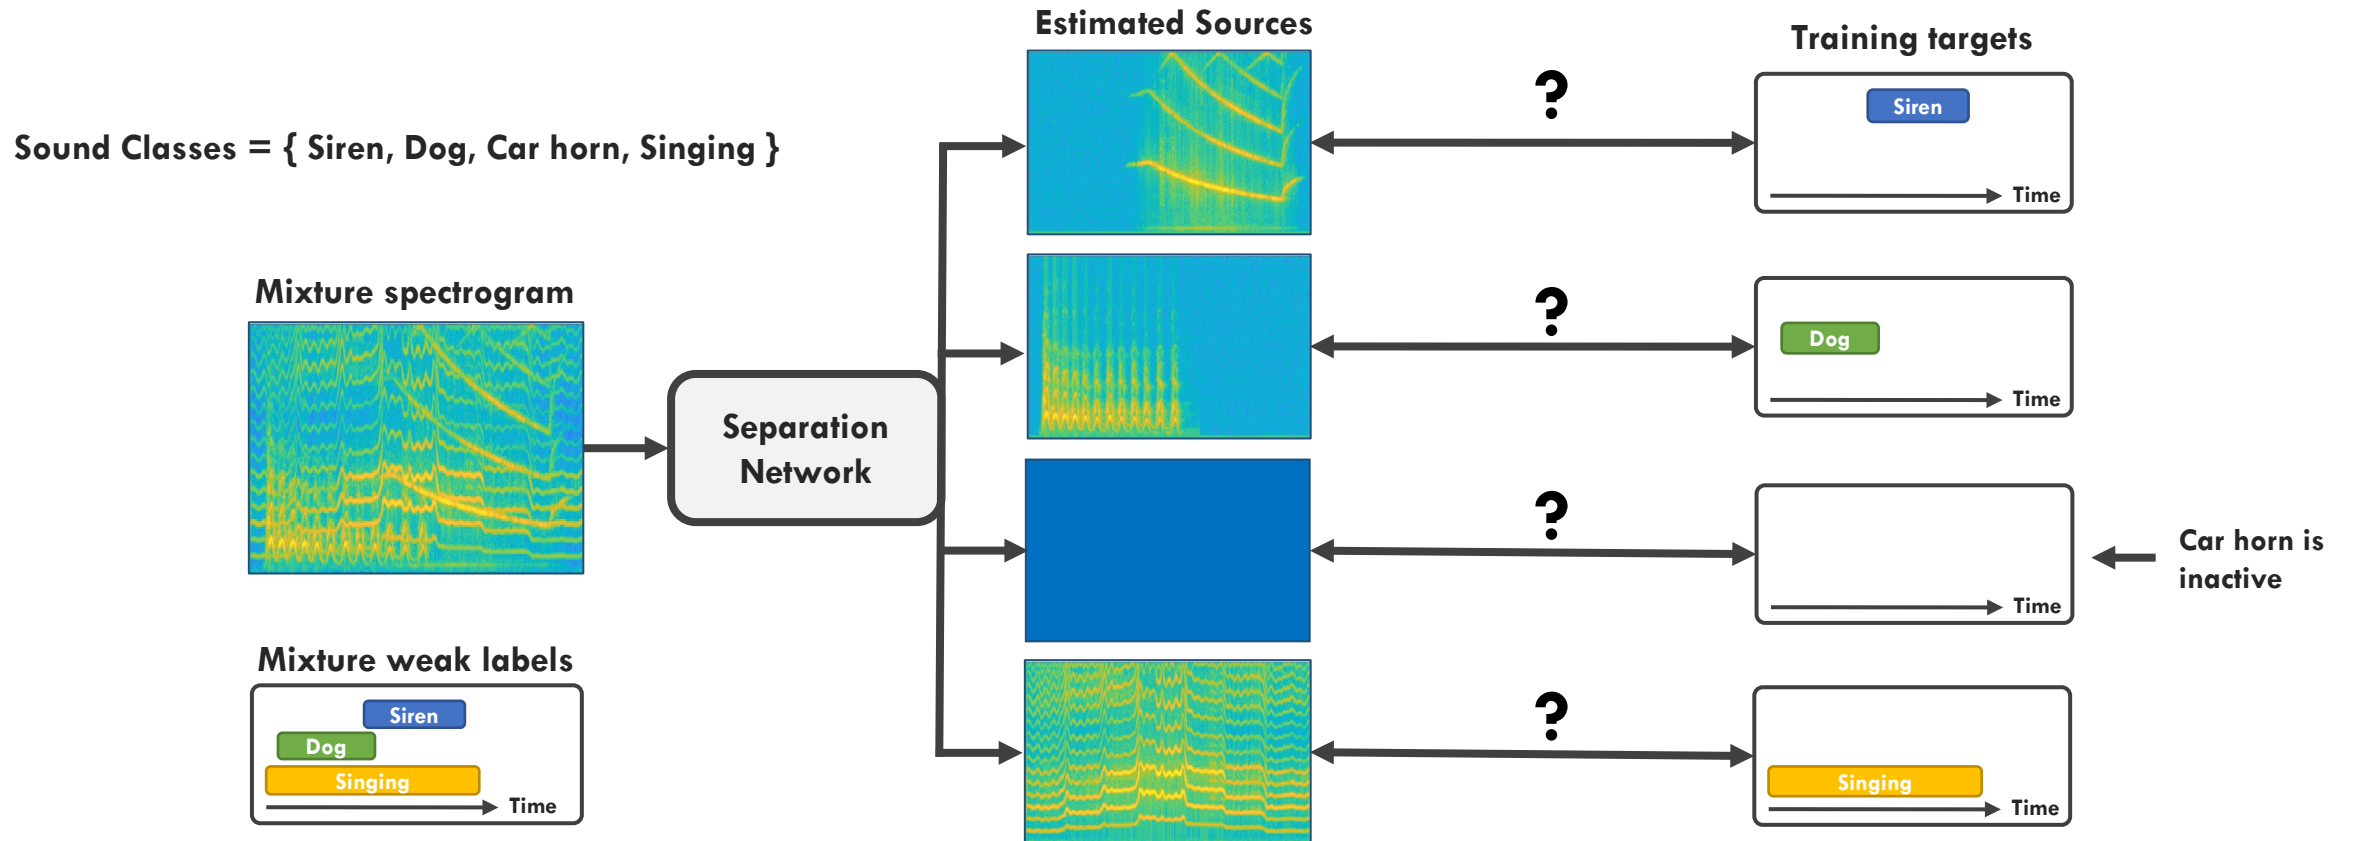 Estimated Sources
Training targets
Sound Classes = { Siren, Dog, Car horn, Singing }
?
Siren
Time
Mixture spectrogram
?
Dog
Time
Separation
Network
?
Car horn is
inactive
Time
Mixture weak labels
Siren
Dog
Singing
Time
?
Singing
Time